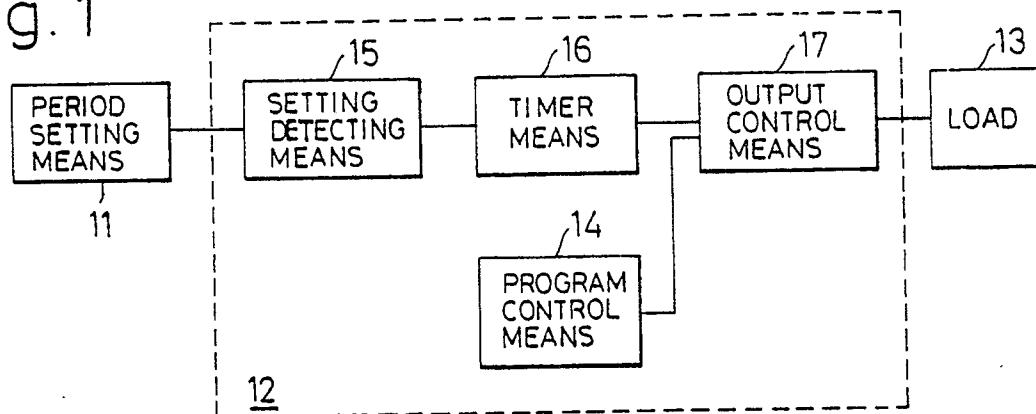 g. 1
15
16
17
13
PERIOD
SETTING
MEANS
SETTING
DETECTING
MEANS
TIMER
MEANS
OUTPUT
CONTROL
MEANS
LOAD
11
14
PROGRAM
CONTROL
MEANS
12